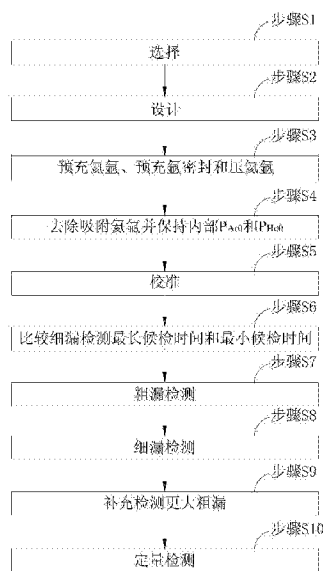 步骤S1
选择
步骤S2
设计
步骤S3
预充氦氩、预充氩密封和压氦氩
步骤S4
去除吸附氦氩并保持内部PAr0和PHe0
步骤S5
校准
步骤S6
比较细漏检测最长候检时间和最小候检时间
步骤S7
粗漏检测
步骤S8
细漏检测
步骤S9
补充检测更大粗漏
步骤S10
定量检测